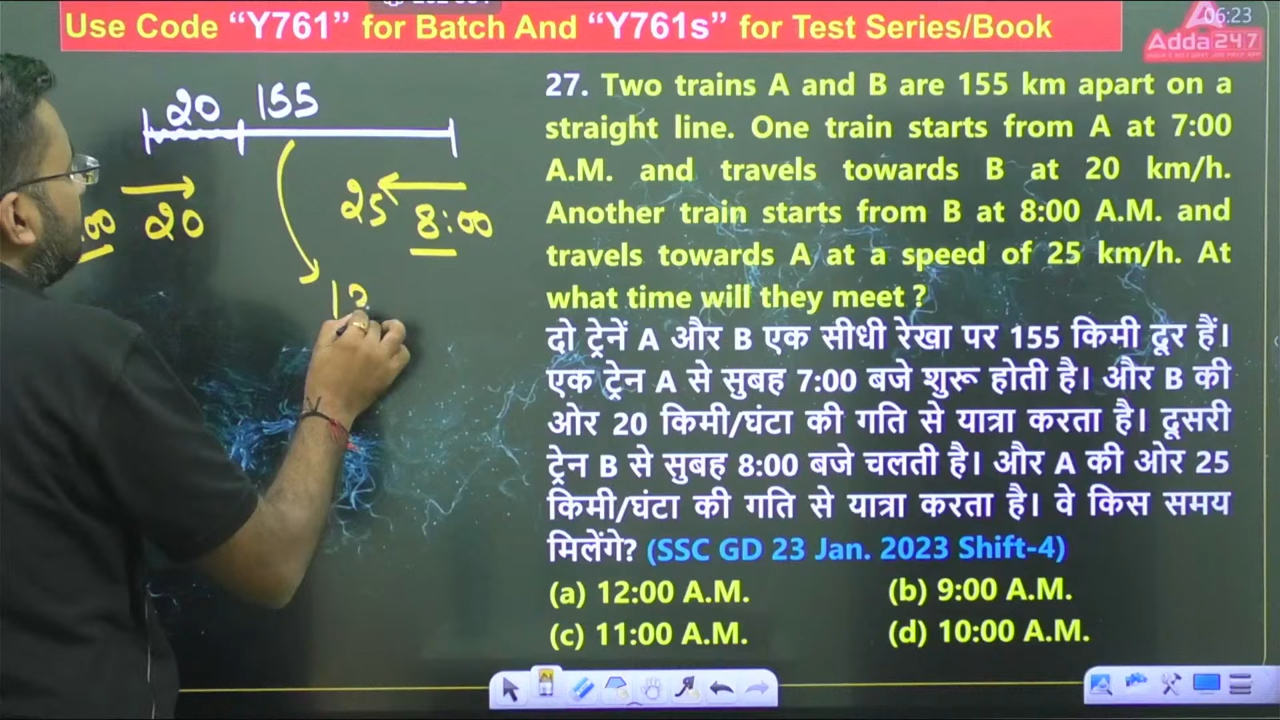 Use Code “Y761” for Batch And “Y761s” for Test Series/Book
06:23
Adda247
20 155
20
25
8:00
27. Two trains A and B are 155 km apart on a
straight line. One train starts from A at 7:00
A.M. and travels towards B at 20 km/h.
Another train starts from B at 8:00 A.M. and
travels towards A at a speed of 25 km/h. At
what time will they meet ?
दो ट्रेनें A और B एक सीधी रेखा पर 155 किमी दूर हैं।
एक ट्रेन A से सुबह 7:00 बजे शुरू होती है। और B की
ओर 20 किमी/घंटा की गति से यात्रा करता है। दूसरी
ट्रेन B से सुबह 8:00 बजे चलती है। और A की ओर 25
किमी/घंटा की गति से यात्रा करता है। वे किस समय
मिलेंगे? (SSC GD 23 Jan. 2023 Shift-4)
(a) 12:00 A.M. (b) 9:00 A.M.
(c) 11:00 A.M. (d) 10:00 A.M.